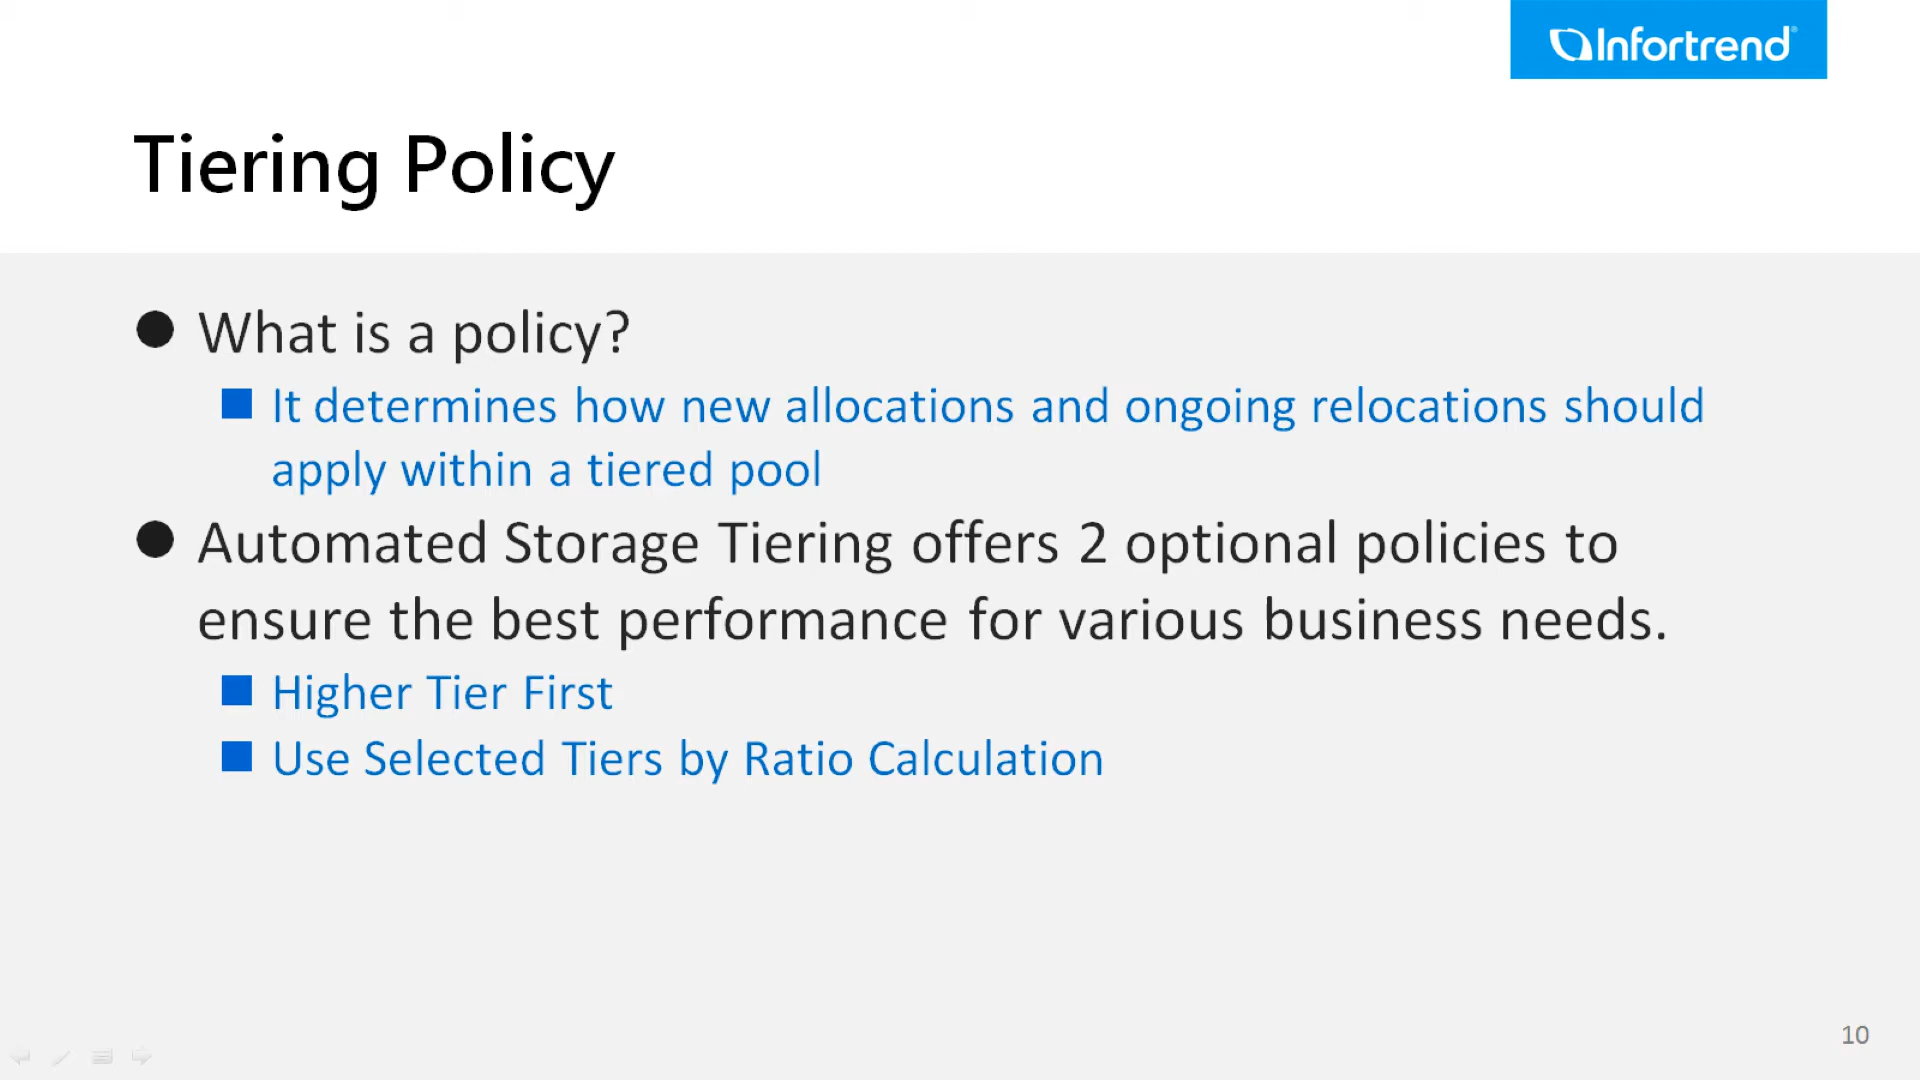 Infortrend®
Tiering Policy
What is a policy?
It determines how new allocations and ongoing relocations should
apply within a tiered pool
Automated Storage Tiering offers 2 optional policies to
ensure the best performance for various business needs.
Higher Tier First
Use Selected Tiers by Ratio Calculation
10